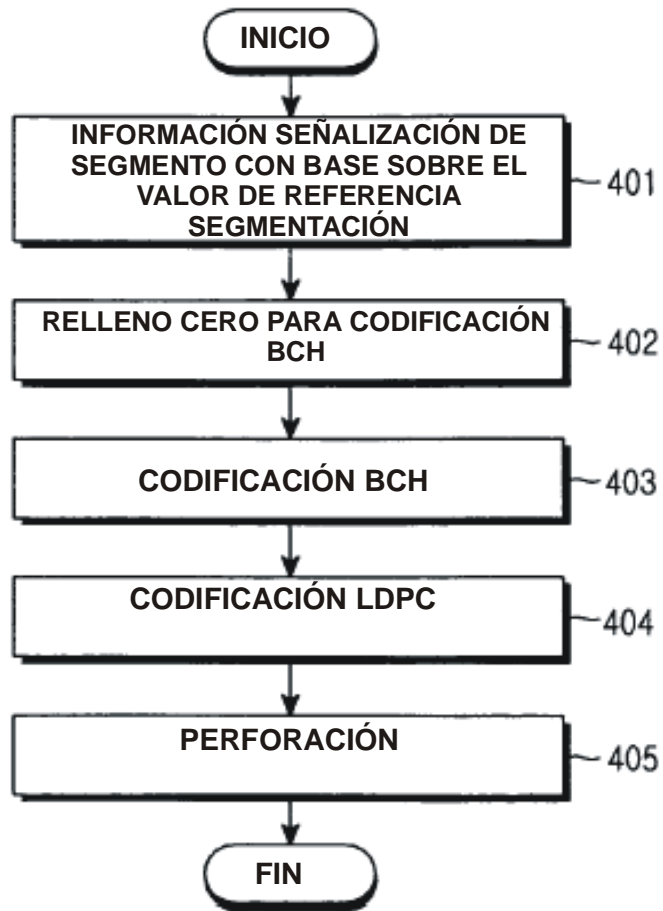 INICIO
INFORMACIÓN SEÑALIZACIÓN DE
SEGMENTO CON BASE SOBRE EL
VALOR DE REFERENCIA
SEGMENTACIÓN
401
RELLENO CERO PARA CODIFICACIÓN
BCH
402
CODIFICACIÓN BCH
403
CODIFICACIÓN LDPC
404
PERFORACIÓN
405
FIN